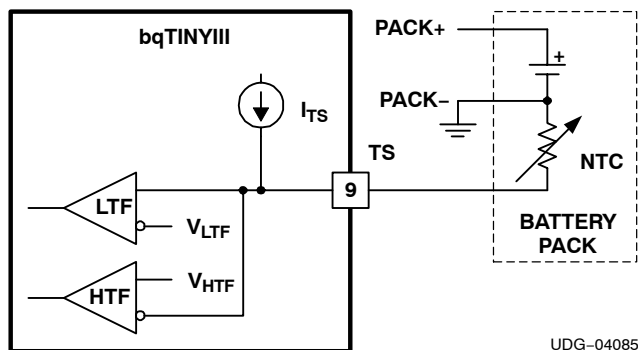 bqTINYIII
PACK+
+
I_TS
PACK−
TS
NTC
9
LTF
V_LTF
BATTERY
PACK
V_HTF
HTF
UDG−04085